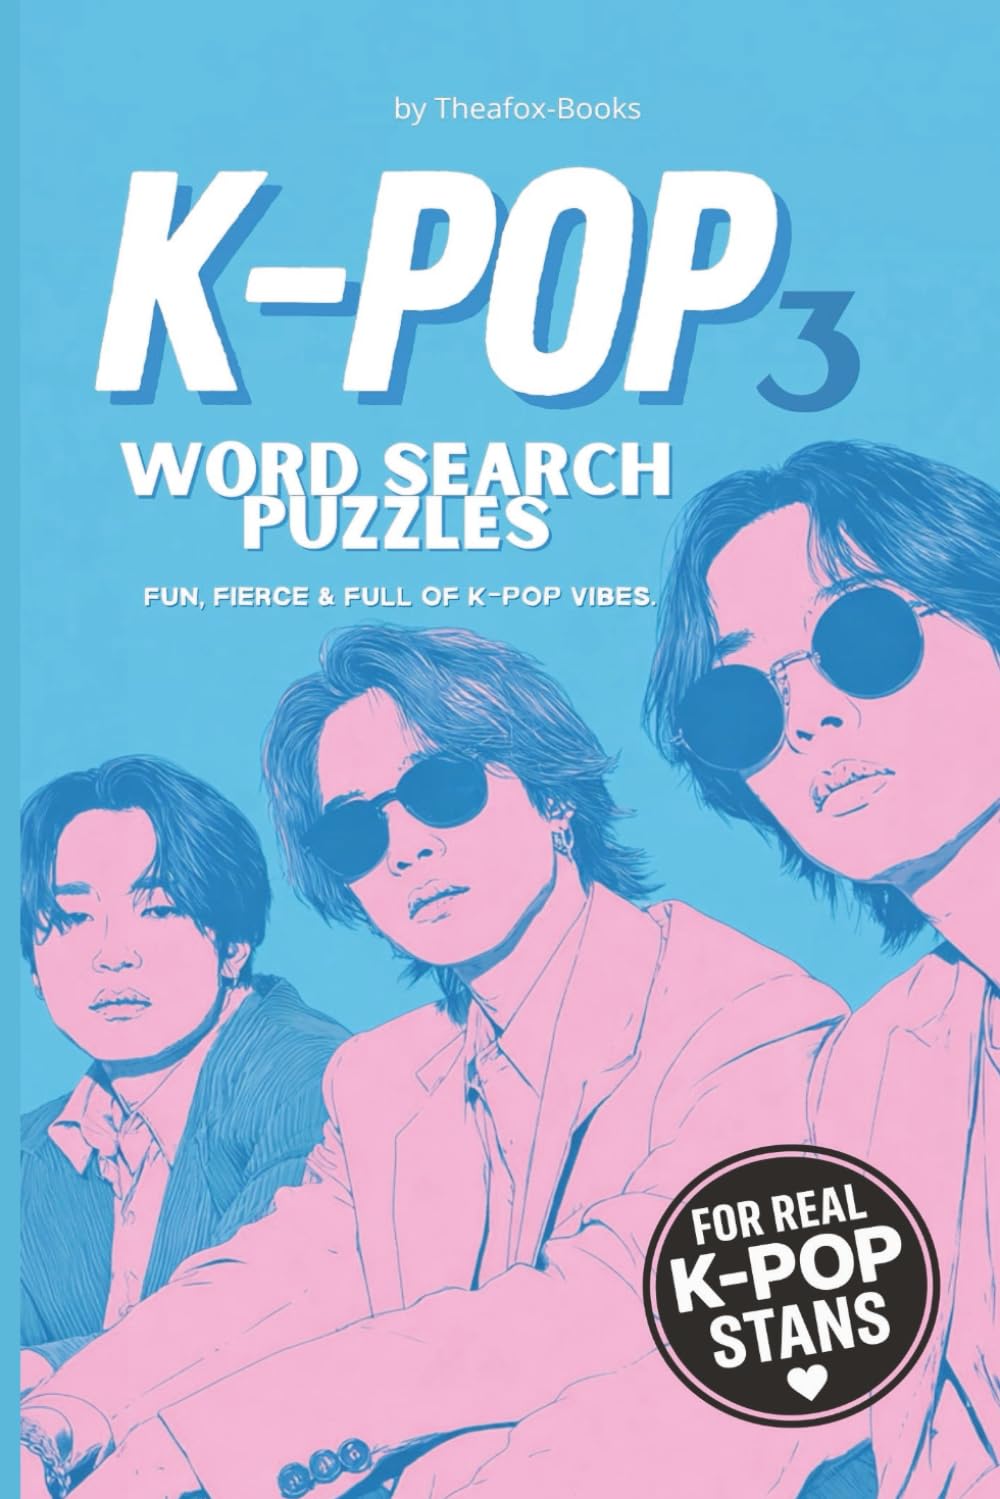 by Theafox-Books
K-POP3
WORD SEARCH
PUZZLES
FUN, FIERCE & FULL OF K-POP VIBES.
FOR REAL
K-POP
STANS